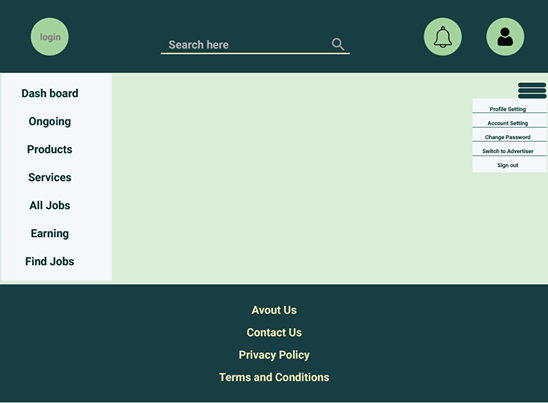 login
Search here
Dash board
Ongoing
Products
Services
All Jobs
Earning
Find Jobs
Profile Setting
Account Setting
Change Password
Switch to Advertiser
Sign out
Avout Us
Contact Us
Privacy Policy
Terms and Conditions